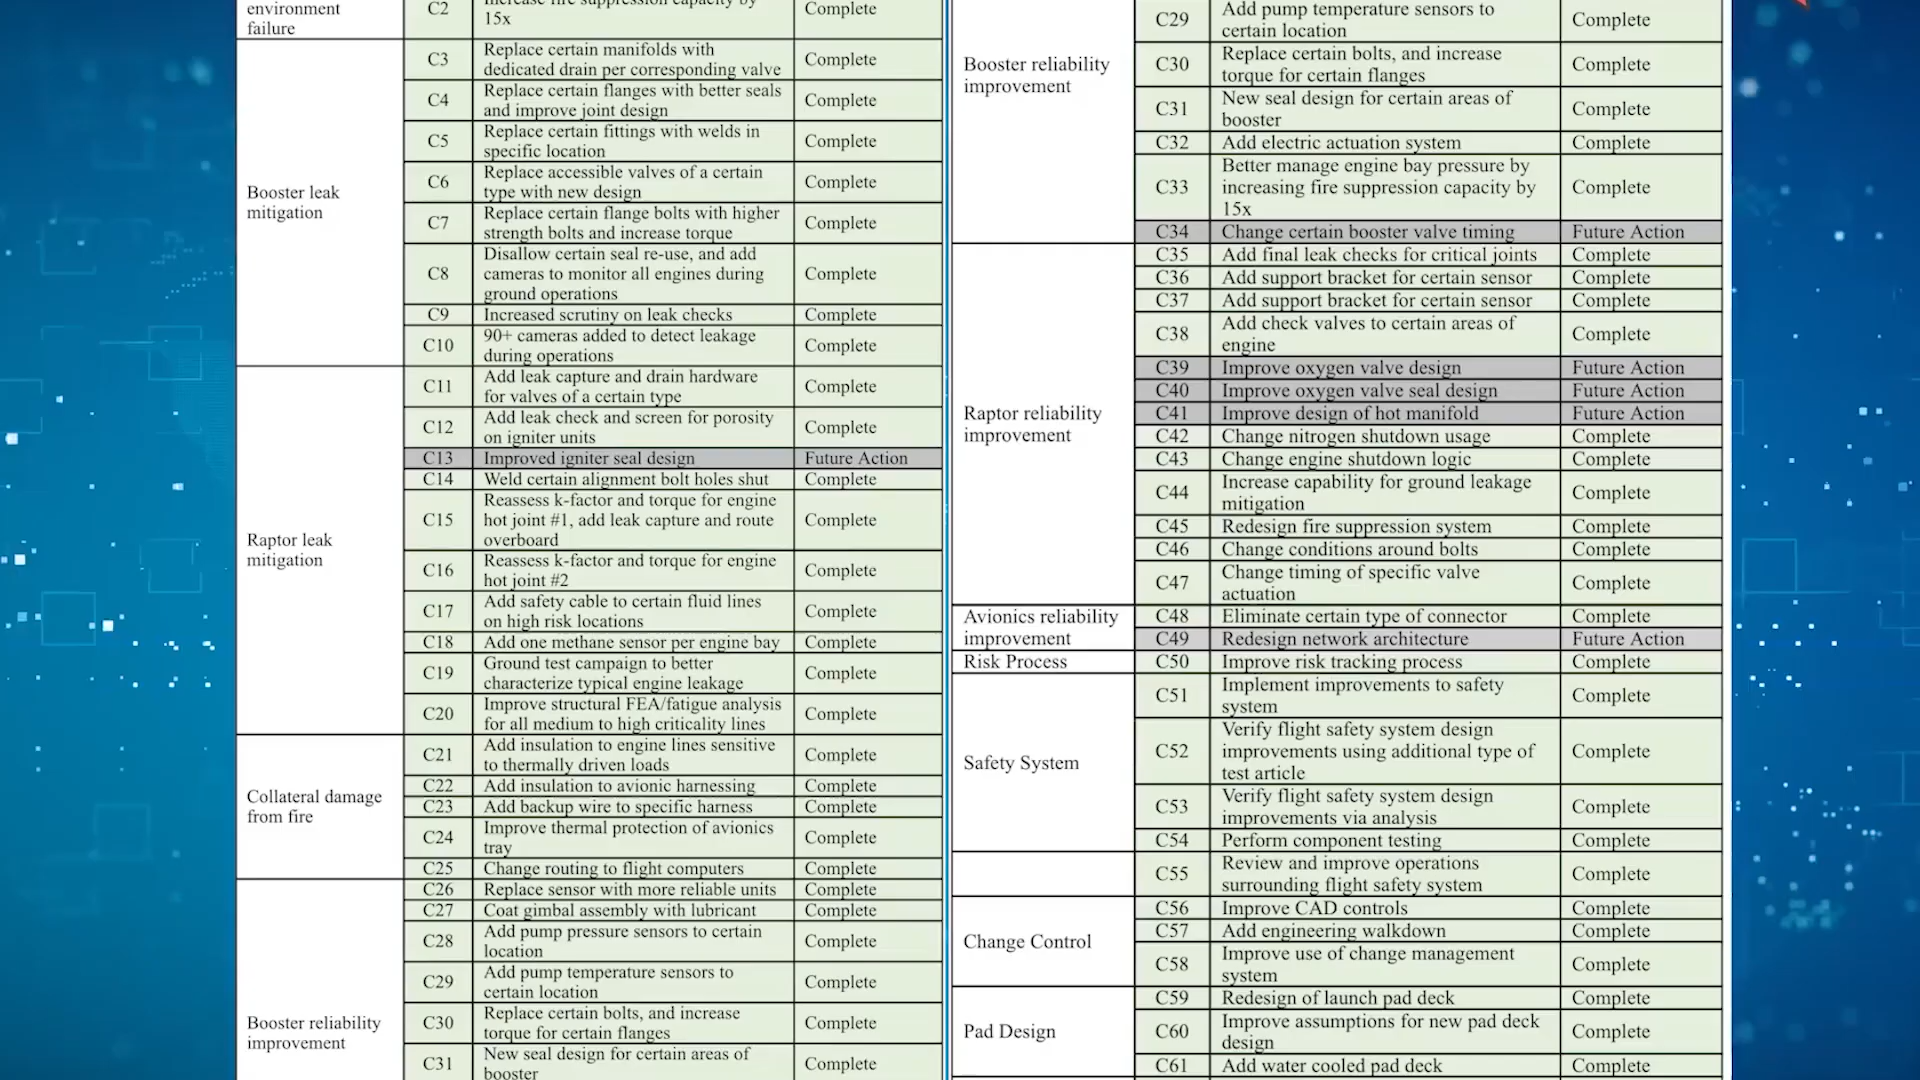 environment
failure
C2
Increase fire suppression capacity by
15x
Complete
Booster leak
mitigation
C3
Replace certain manifolds with
dedicated drain per corresponding valve
Complete
C4
Replace certain flanges with better seals
and improve joint design
Complete
C5
Replace certain fittings with welds in
specific location
Complete
C6
Replace accessible valves of a certain
type with new design
Complete
C7
Replace certain flange bolts with higher
strength bolts and increase torque
Complete
C8
Disallow certain seal re-use, and add
cameras to monitor all engines during
ground operations
Complete
C9
Increased scrutiny on leak checks
Complete
C10
90+ cameras added to detect leakage
during operations
Complete
Raptor leak
mitigation
C11
Add leak capture and drain hardware
for valves of a certain type
Complete
C12
Add leak check and screen for porosity
on igniter units
Complete
C13
Improved igniter seal design
Future Action
C14
Weld certain alignment bolt holes shut
Complete
C15
Reassess k-factor and torque for engine
hot joint #1, add leak capture and route
overboard
Complete
C16
Reassess k-factor and torque for engine
hot joint #2
Complete
C17
Add safety cable to certain fluid lines
on high risk locations
Complete
C18
Add one methane sensor per engine bay
Complete
C19
Ground test campaign to better
characterize typical engine leakage
Complete
C20
Improve structural FEA/fatigue analysis
for all medium to high criticality lines
Complete
Collateral damage
from fire
C21
Add insulation to engine lines sensitive
to thermally driven loads
Complete
C22
Add insulation to avionic harnessing
Complete
C23
Add backup wire to specific harness
Complete
C24
Improve thermal protection of avionics
tray
Complete
C25
Change routing to flight computers
Complete
Booster reliability
improvement
C26
Replace sensor with more reliable units
Complete
C27
Coat gimbal assembly with lubricant
Complete
C28
Add pump pressure sensors to certain
location
Complete
C29
Add pump temperature sensors to
certain location
Complete
C30
Replace certain bolts, and increase
torque for certain flanges
Complete
C31
New seal design for certain areas of
booster
Complete
Booster reliability
improvement
C29
Add pump temperature sensors to
certain location
Complete
C30
Replace certain bolts, and increase
torque for certain flanges
Complete
C31
New seal design for certain areas of
booster
Complete
C32
Add electric actuation system
Complete
C33
Better manage engine bay pressure by
increasing fire suppression capacity by
15x
Complete
C34
Change certain booster valve timing
Future Action
Raptor reliability
improvement
C35
Add final leak checks for critical joints
Complete
C36
Add support bracket for certain sensor
Complete
C37
Add support bracket for certain sensor
Complete
C38
Add check valves to certain areas of
engine
Complete
C39
Improve oxygen valve design
Future Action
C40
Improve oxygen valve seal design
Future Action
C41
Improve design of hot manifold
Future Action
C42
Change nitrogen shutdown usage
Complete
C43
Change engine shutdown logic
Complete
C44
Increase capability for ground leakage
mitigation
Complete
C45
Redesign fire suppression system
Complete
C46
Change conditions around bolts
Complete
C47
Change timing of specific valve
actuation
Complete
Avionics reliability
improvement
C48
Eliminate certain type of connector
Complete
C49
Redesign network architecture
Future Action
Risk Process
C50
Improve risk tracking process
Complete
Safety System
C51
Implement improvements to safety
system
Complete
C52
Verify flight safety system design
improvements using additional type of
test article
Complete
C53
Verify flight safety system design
improvements via analysis
Complete
C54
Perform component testing
Complete
C55
Review and improve operations
surrounding flight safety system
Complete
Change Control
C56
Improve CAD controls
Complete
C57
Add engineering walkdown
Complete
C58
Improve use of change management
system
Complete
Pad Design
C59
Redesign of launch pad deck
Complete
C60
Improve assumptions for new pad deck
design
Complete
C61
Add water cooled pad deck
Complete